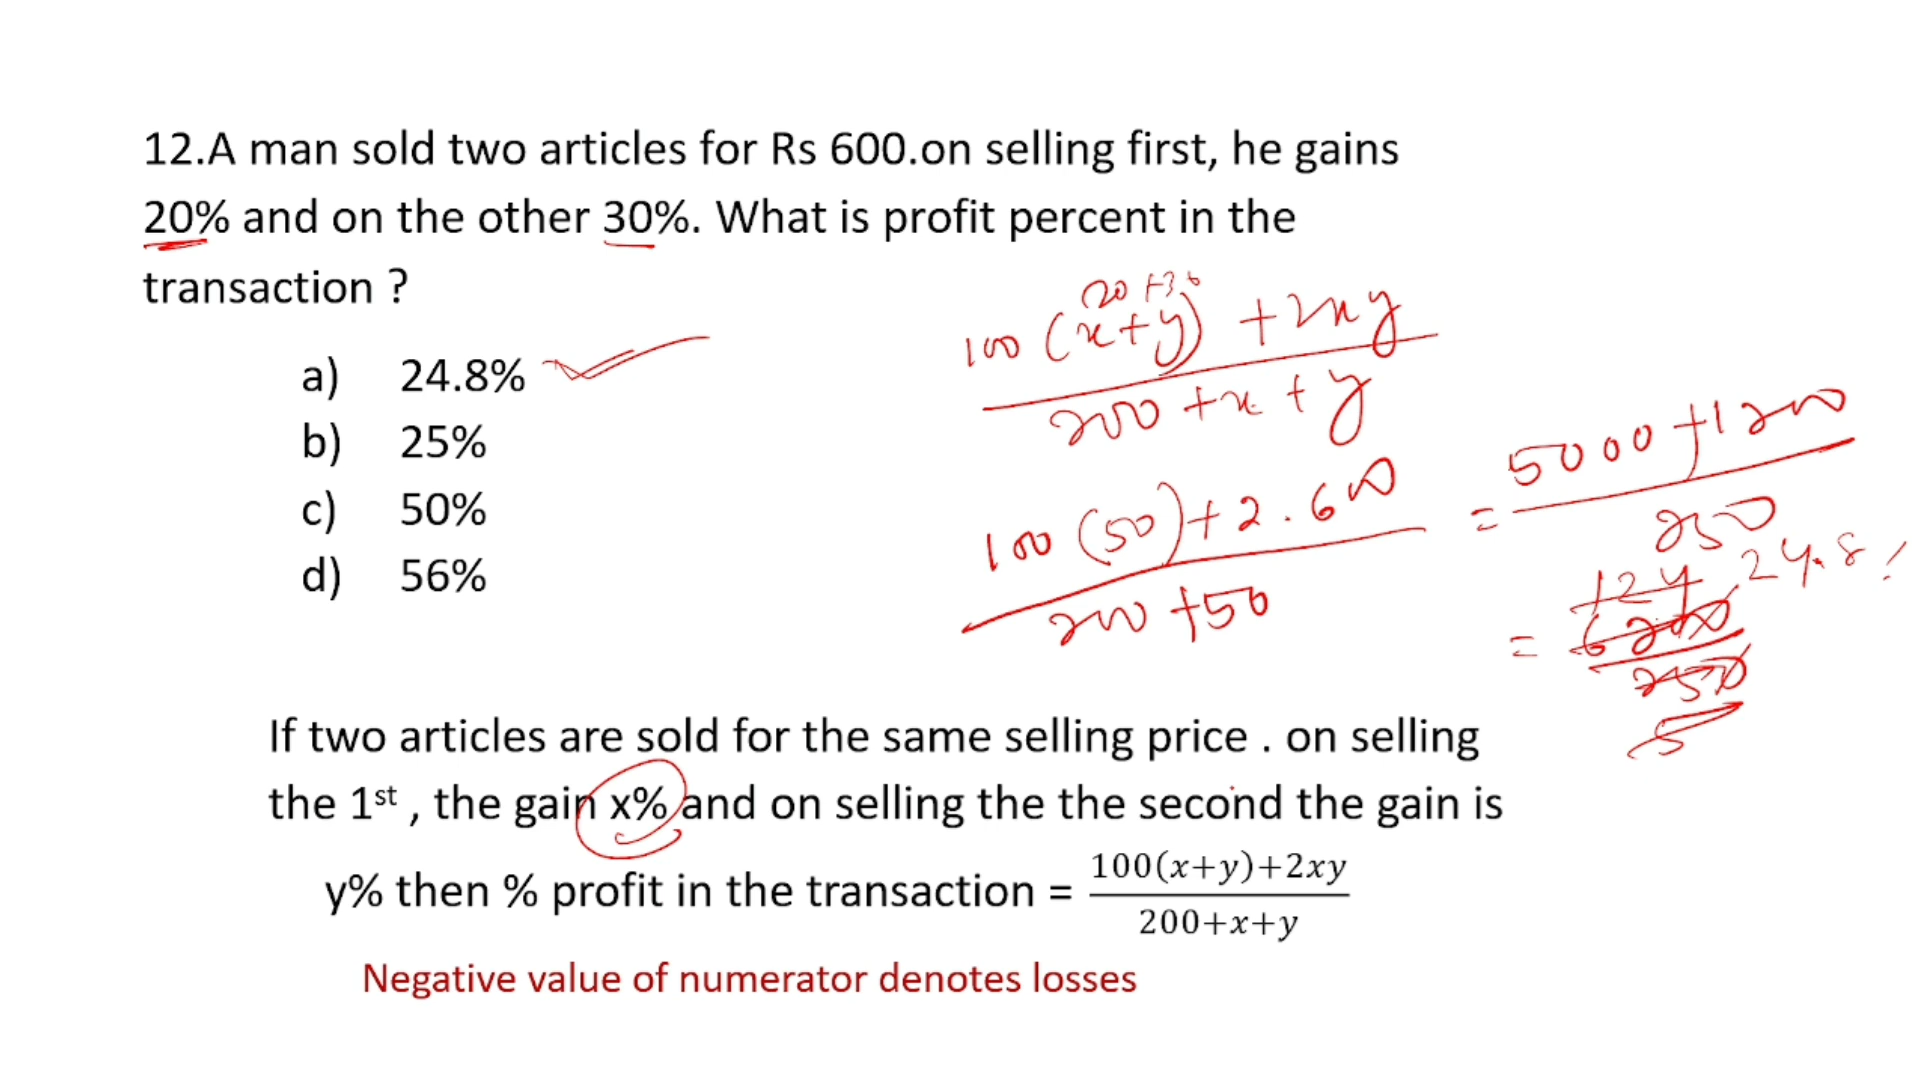 12.A man sold two articles for Rs 600.on selling first, he gains
20% and on the other 30%. What is profit percent in the
transaction ?
a) 24.8%
b) 25%
c) 50%
d) 56%
20 +30
100 (x+y) +2xy
200 +x + y
100 (50) + 2 . 600
200 +50
= 5000 +1200
250
124 24.8
= 6200
250
5
If two articles are sold for the same selling price . on selling
the 1st , the gain x% and on selling the the second the gain is
y% then % profit in the transaction = 100(x+y)+2xy
200+x+y
Negative value of numerator denotes losses